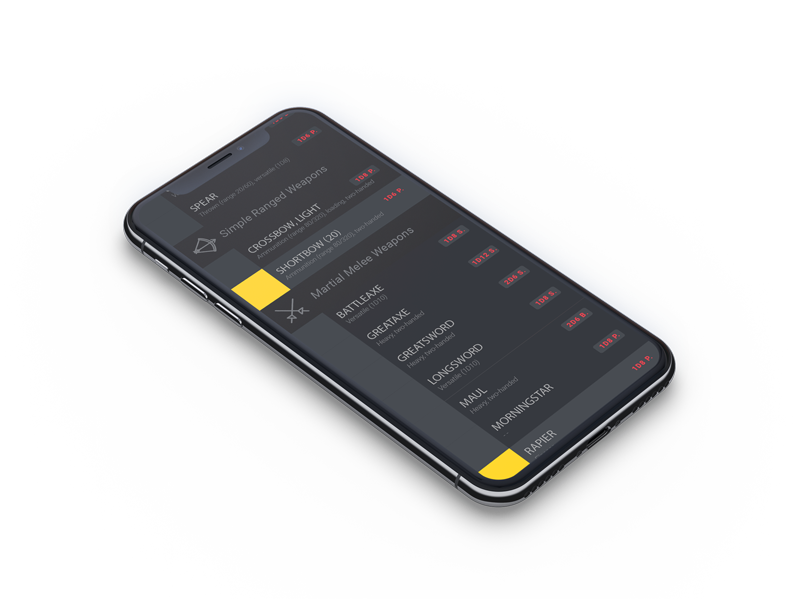 1D6 P.
SPEAR
Thrown (range 20/60), versatile (1D8)
Simple Ranged Weapons
1D8 P.
CROSSBOW, LIGHT
Ammunition (range 80/320), loading, two-handed
1D6 P.
SHORTBOW (20)
Ammunition (range 80/320), two-handed
Martial Melee Weapons
1D8 S.
BATTLEAXE
Versatile (1D10)
1D12 S.
GREATAXE
Heavy, two-handed
2D6 S.
GREATSWORD
Heavy, two-handed
1D8 S.
LONGSWORD
Versatile (1D10)
2D6 B.
MAUL
Heavy, two-handed
1D8 P.
MORNINGSTAR
...
1D8 P.
RAPIER